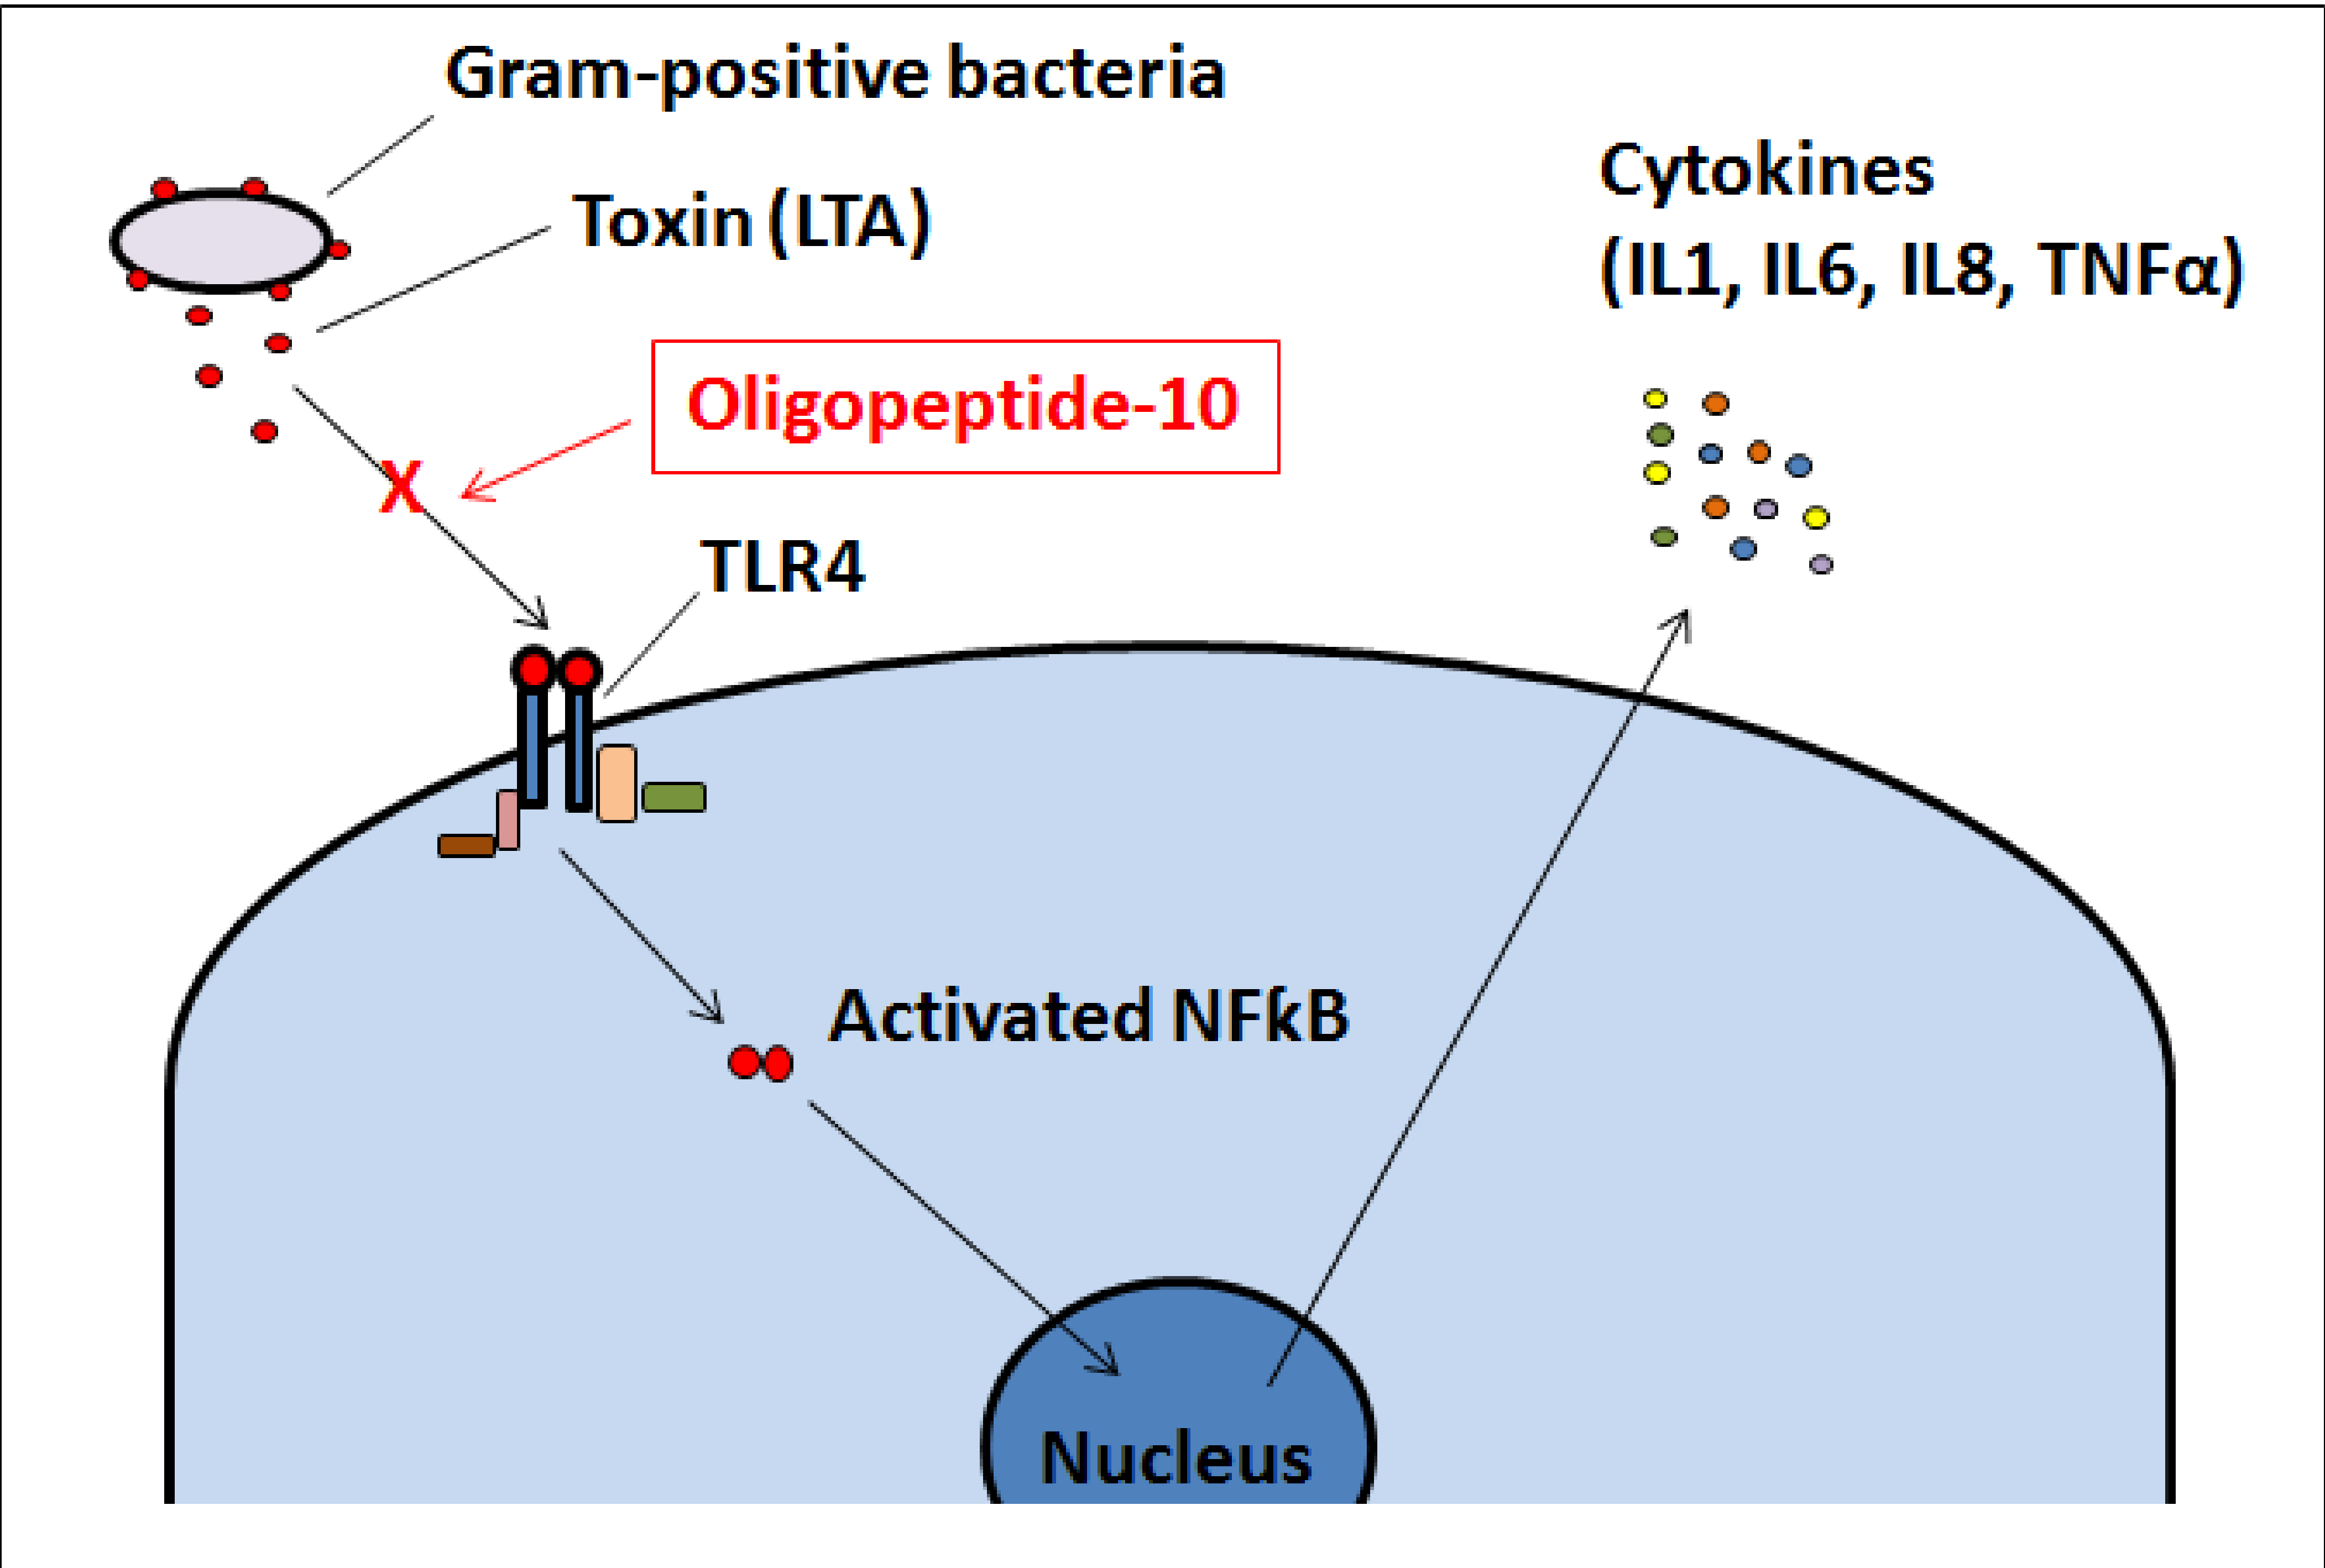 Gram-positive bacteria
Toxin (LTA)
Cytokines
(IL1, IL6, IL8, TNFα)
Oligopeptide-10
X
TLR4
Activated NFƙB
Nucleus